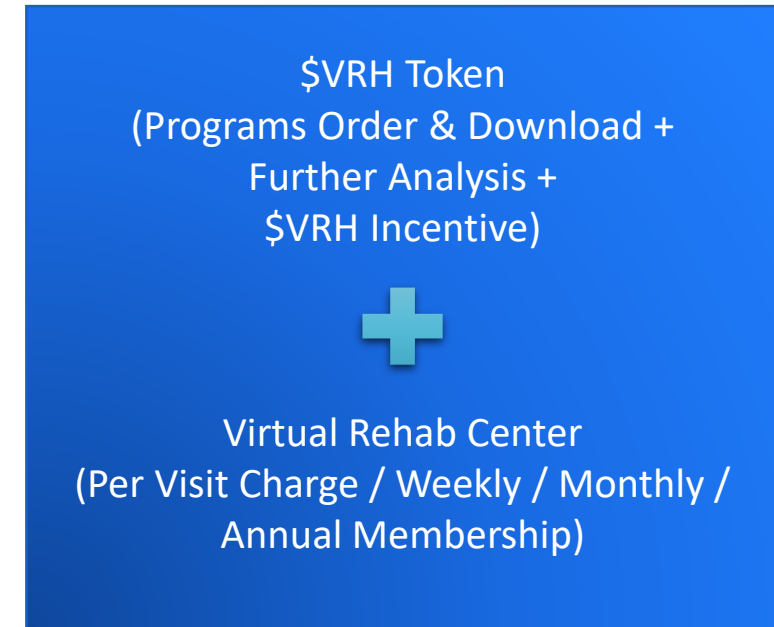 $VRH Token
(Programs Order & Download +
Further Analysis +
$VRH Incentive)
Virtual Rehab Center
(Per Visit Charge / Weekly / Monthly /
Annual Membership)